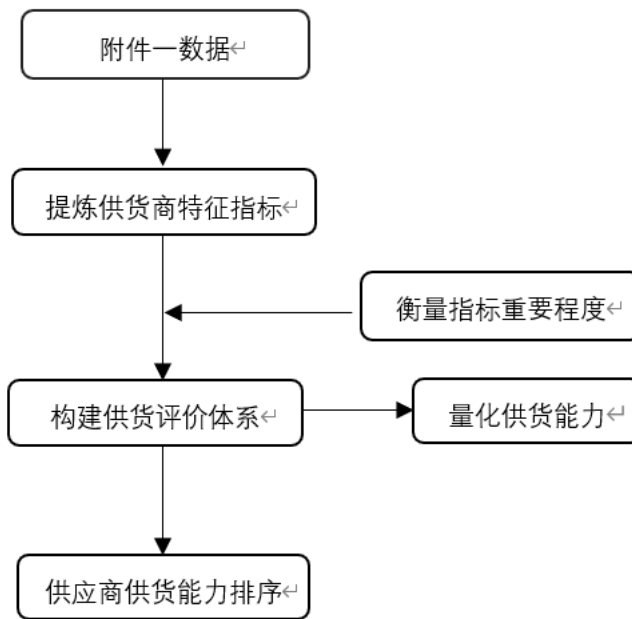 附件一数据
提炼供货商特征指标
衡量指标重要程度
构建供货评价体系
量化供货能力
供应商供货能力排序